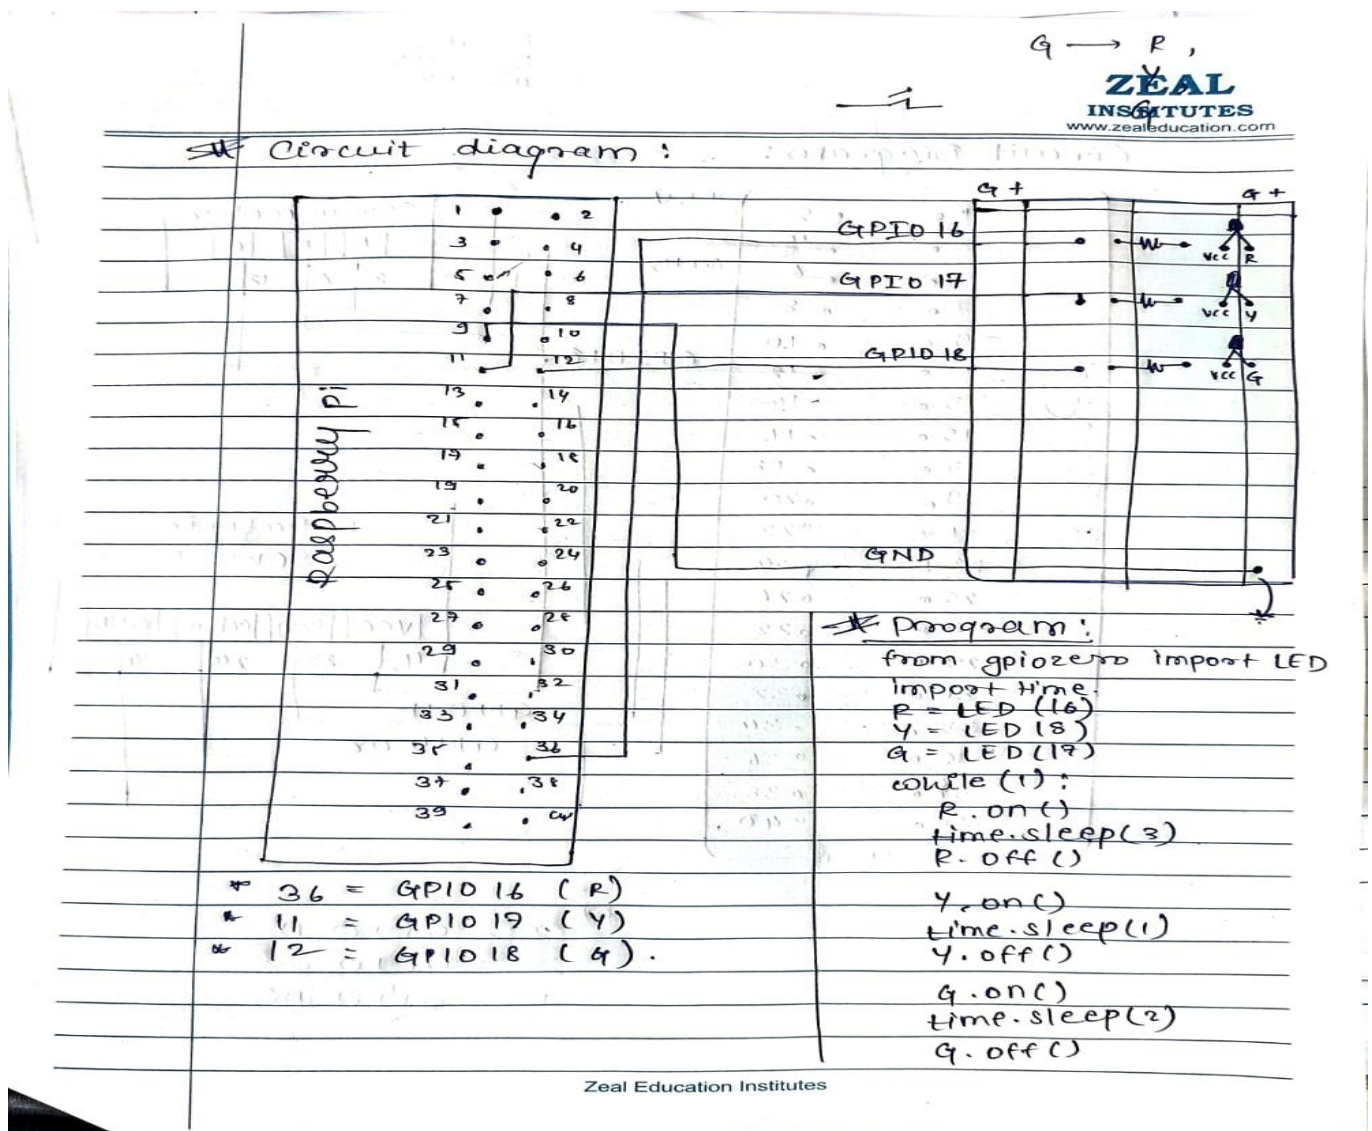 G → R,
Y
G
ZEAL
INSTITUTES
www.zealeducation.com
* Circuit diagram:
G +
G +
1 2
3 4
5 6
7 8
9 10
11 12
13 14
15 16
17 18
19 20
21 22
23 24
25 26
27 28
29 30
31 32
33 34
35 36
37 38
39 40
Raspberry pi
GPIO 16
GPIO 17
GPIO 18
GND
VCC R
VCC Y
VCC G
* 36 = GPIO 16 (R)
* 11 = GPIO 17 (Y)
* 12 = GPIO 18 (G).
* Program:
from gpiozero import LED
import time.
R = LED (16)
Y = LED 18)
G = LED (17)
while (1):
R.on()
time.sleep(3)
R.off()
Y.on()
time.sleep(1)
Y.off()
G.on()
time.sleep(2)
G.off()
Zeal Education Institutes